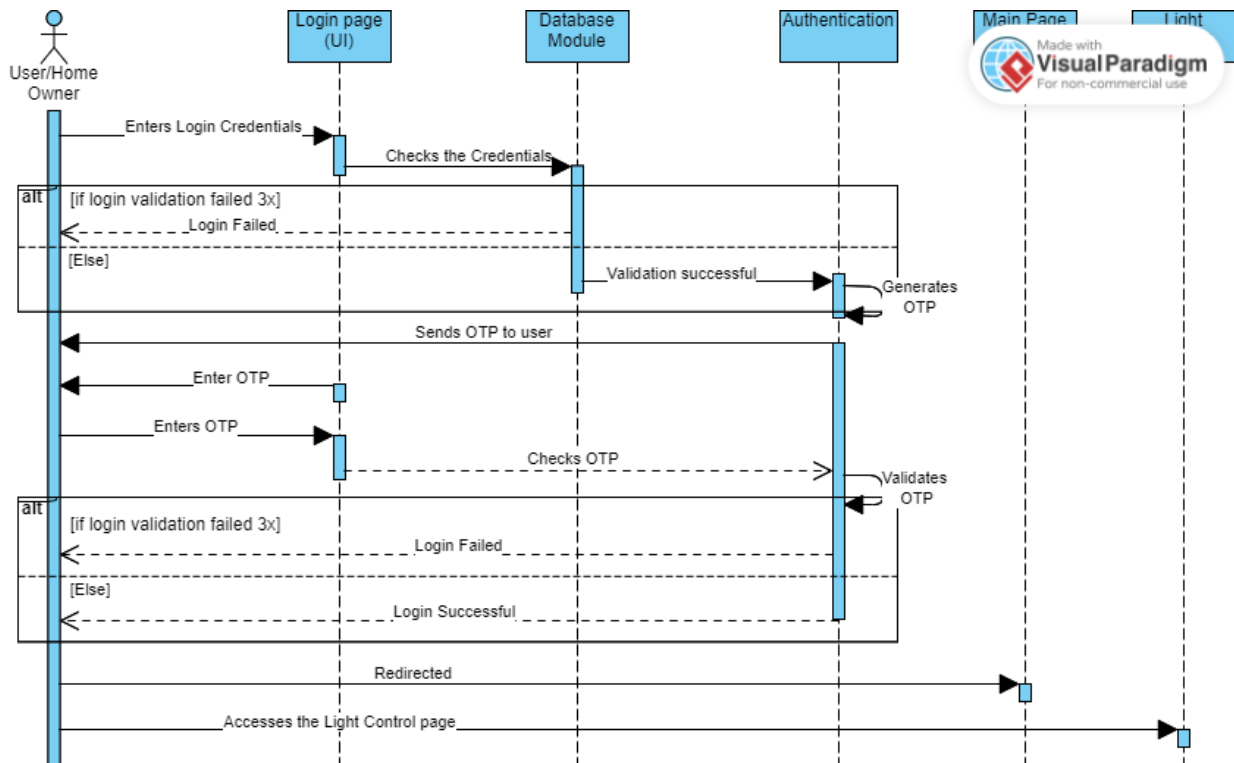 Login page
(UI)
Database
Module
Authentication
Main Page
Light
Made with
VisualParadigm
For non-commercial use
User/Home
Owner
Enters Login Credentials
Checks the Credentials
alt
[if login validation failed 3x]
Login Failed
[Else]
Validation successful
Generates
OTP
Sends OTP to user
Enter OTP
Enters OTP
Checks OTP
Validates
OTP
alt
[if login validation failed 3x]
Login Failed
[Else]
Login Successful
Redirected
Accesses the Light Control page